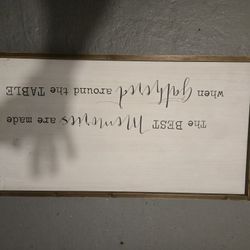 The BEST Memories are made
when gathered around the TABLE